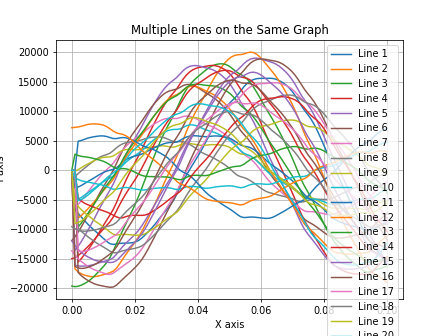 Multiple Lines on the Same Graph
20000
15000
10000
5000
0
−5000
−10000
−15000
−20000
0.00
0.02
0.04
0.06
X axis
Line 1
Line 2
Line 3
Line 4
Line 5
Line 6
Line 7
Line 8
Line 9
Line 10
Line 11
Line 12
Line 13
Line 14
Line 15
Line 16
Line 17
Line 18
Line 19